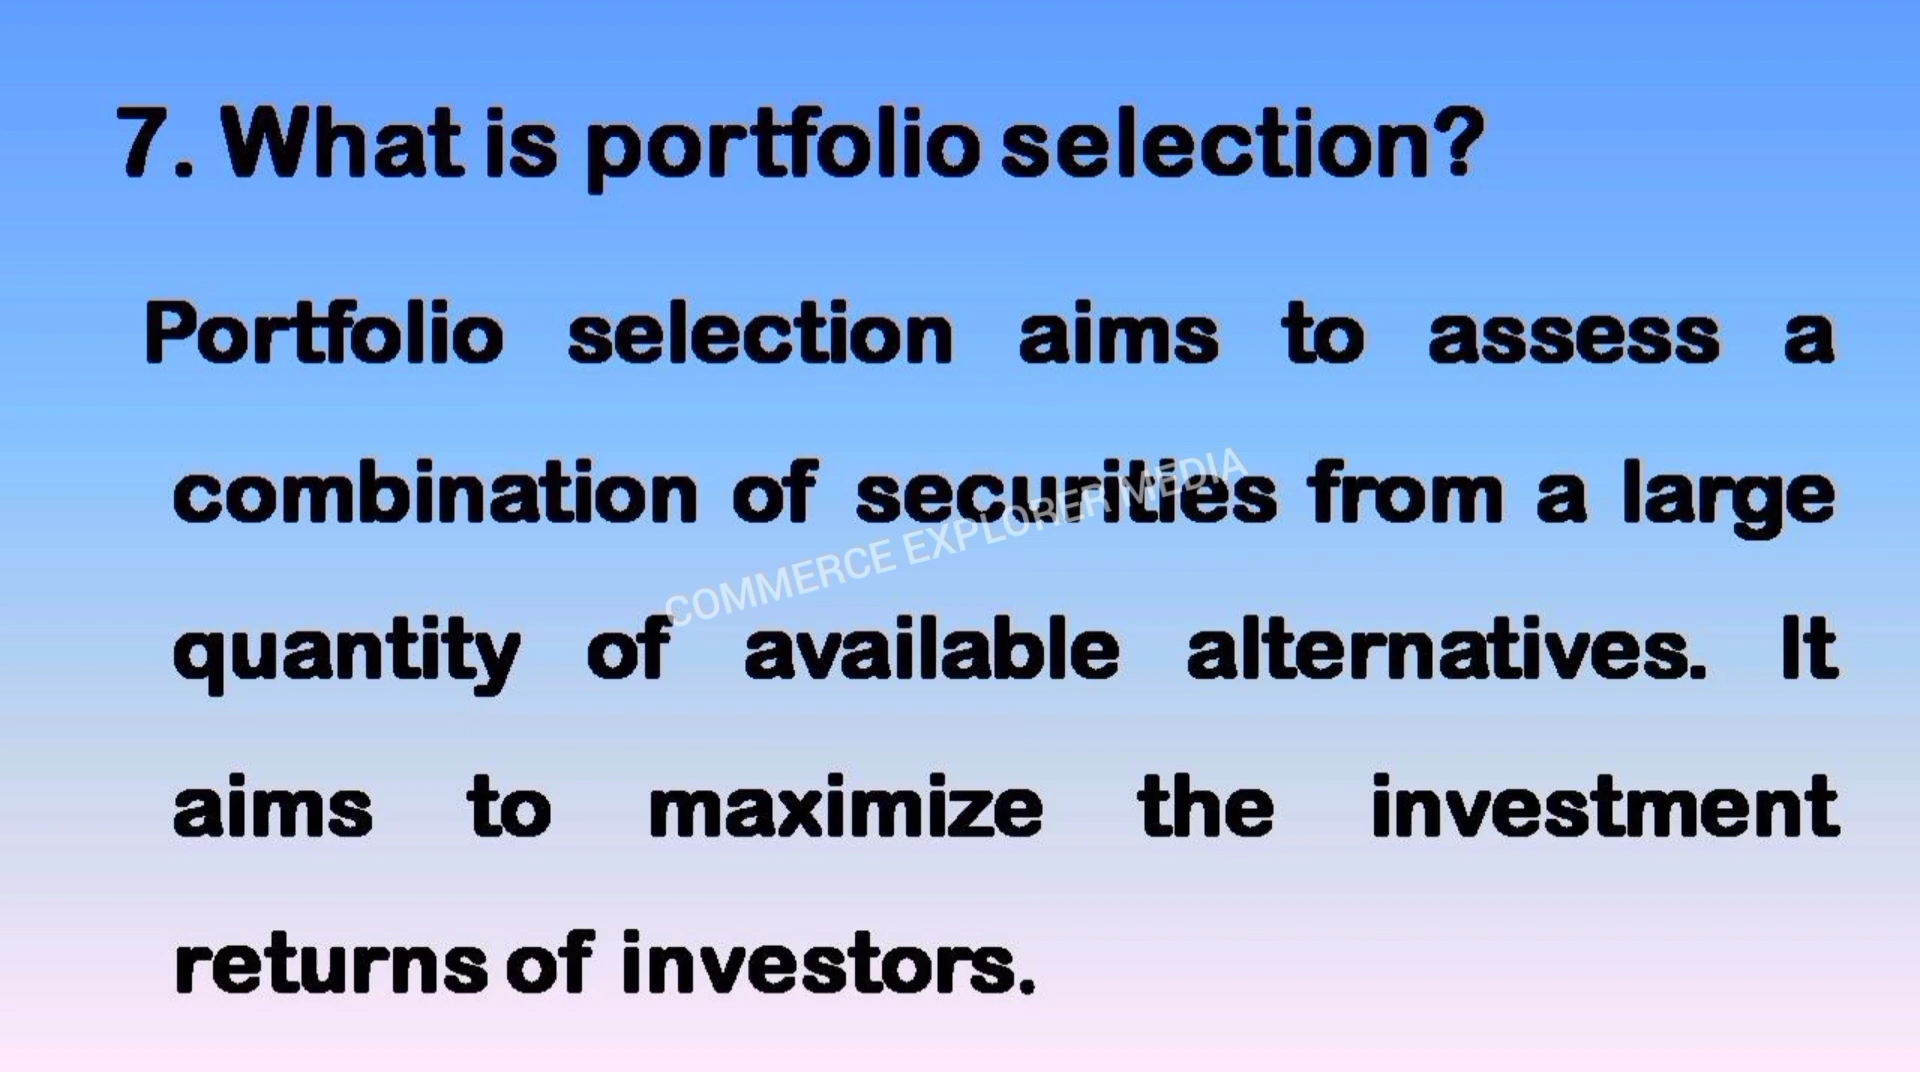 7. What is portfolio selection?
Portfolio selection aims to assess a
combination of securities from a large
COMMERCE EXPLORER MEDIA
quantity of available alternatives. It
aims to maximize the investment
returns of investors.